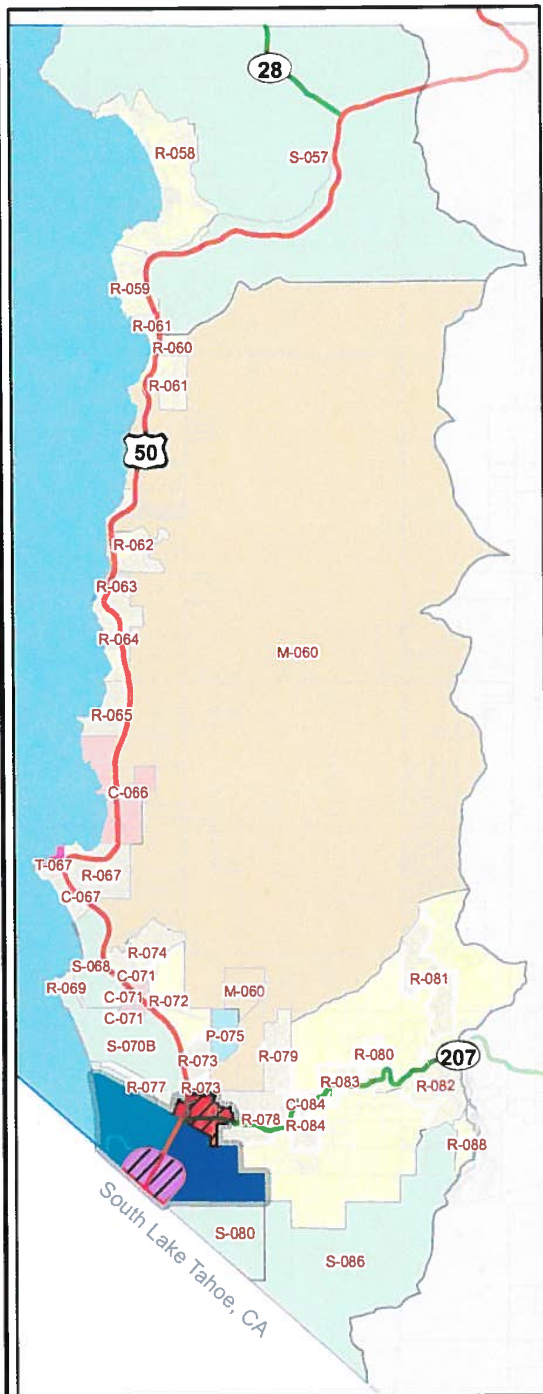 28
R-058
S-057
R-059
R-061
R-060
R-061
50
R-062
R-063
R-064
M-060
R-065
C-066
T-067
R-067
C-067
R-074
S-068
C-071
R-081
R-069
M-060
C-071
R-072
C-071
P-075
S-070B
R-079
R-080
207
R-073
R-077
R-073
R-083
R-082
C-084
R-078
R-084
R-088
South Lake Tahoe, CA
S-080
S-086